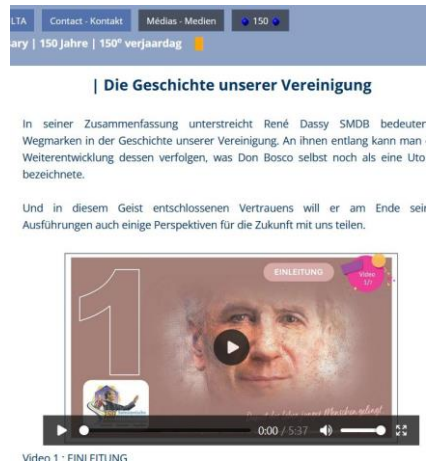 LTA Contact - Kontakt Médias - Medien 150
ary | 150 Jahre | 150° verjaardag
| Die Geschichte unserer Vereinigung
In seiner Zusammenfassung unterstreicht René Dassy SMDB bedeuten
Wegmarken in der Geschichte unserer Vereinigung. An ihnen entlang kann man
Weiterentwicklung dessen verfolgen, was Don Bosco selbst noch als eine Uto
bezeichnete.
Und in diesem Geist entschlossenen Vertrauens will er am Ende sein
Ausführungen auch einige Perspektiven für die Zukunft mit uns teilen.
1
EINLEITUNG
Video
1/
0:00 / 5:37
Video 1 : EINLEITUNG